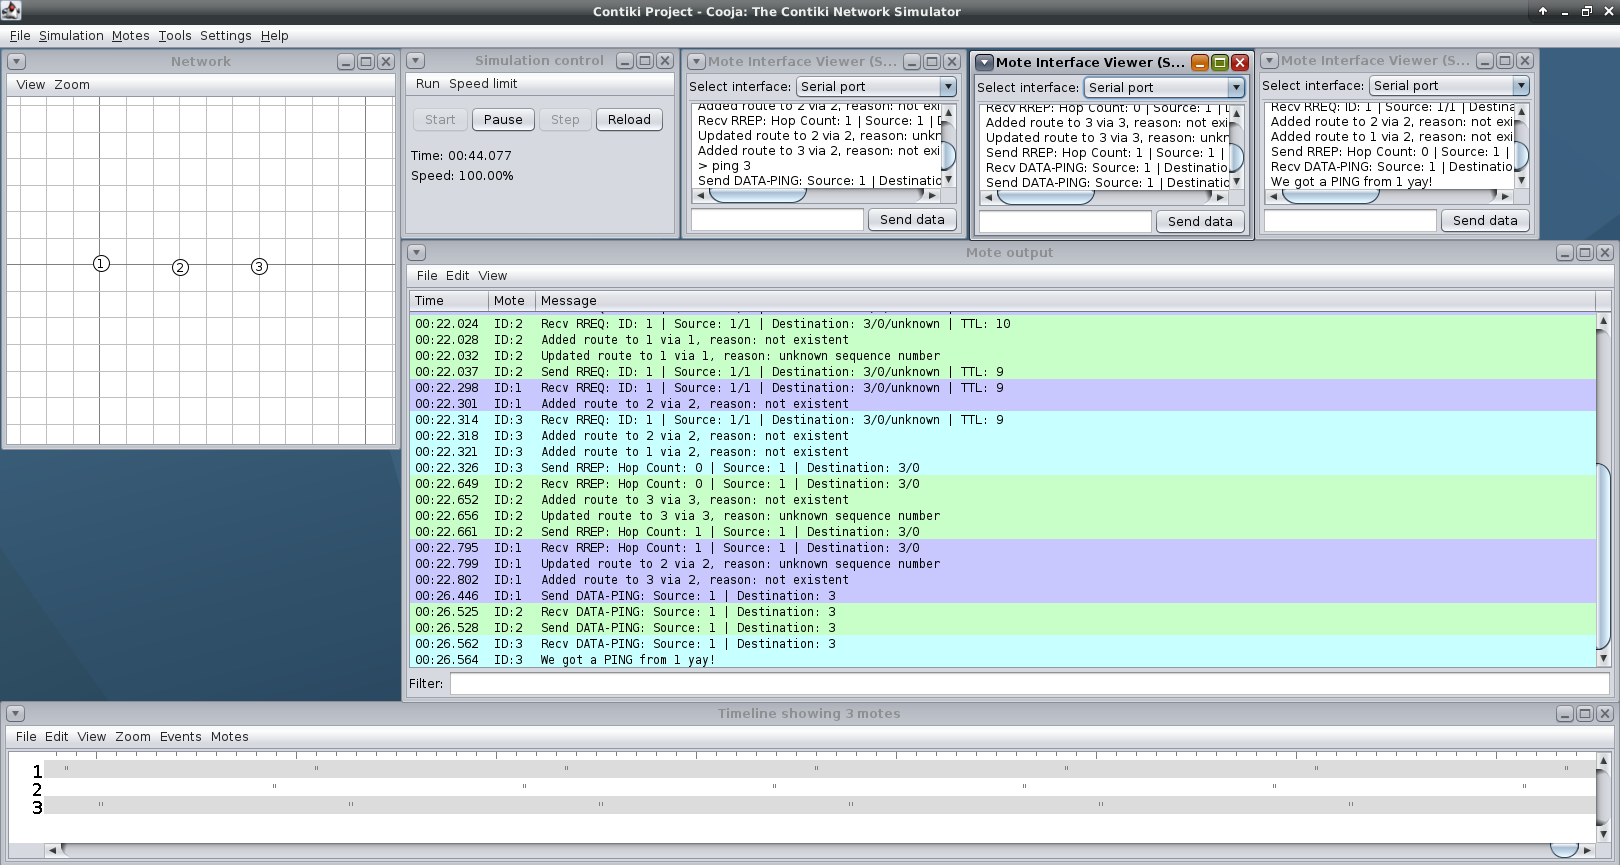 Contiki Project - Cooja: The Contiki Network Simulator
File Simulation Motes Tools Settings Help
Network
View Zoom
1
2
3
Simulation control
Run Speed limit
Start Pause Step Reload
Time: 00:44.077
Speed: 100.00%
Mote Interface Viewer (S...
Select interface: Serial port
Added route to 2 via 2, reason: not exi
Recv RREP: Hop Count: 1 | Source: 1 | D
Updated route to 2 via 2, reason: unkn
Added route to 3 via 2, reason: not exi
> ping 3
Send DATA-PING: Source: 1 | Destinatio
Send data
Mote Interface Viewer (S...
Select interface: Serial port
Recv RREP: Hop Count: 0 | Source: 1 | D
Added route to 3 via 3, reason: not exi
Updated route to 3 via 3, reason: unkr
Send RREP: Hop Count: 1 | Source: 1 |
Recv DATA-PING: Source: 1 | Destinatio
Send DATA-PING: Source: 1 | Destinatio
Send data
Mote Interface Viewer (S...
Select interface: Serial port
Recv RREQ: ID: 1 | Source: 1/1 | Destina
Added route to 2 via 2, reason: not exi
Added route to 1 via 2, reason: not exi
Send RREP: Hop Count: 0 | Source: 1 |
Recv DATA-PING: Source: 1 | Destinatio
We got a PING from 1 yay!
Send data
Mote output
File Edit View
Time Mote Message
00:22.024 ID:2 Recv RREQ: ID: 1 | Source: 1/1 | Destination: 3/0/unknown | TTL: 10
00:22.028 ID:2 Added route to 1 via 1, reason: not existent
00:22.032 ID:2 Updated route to 1 via 1, reason: unknown sequence number
00:22.037 ID:2 Send RREQ: ID: 1 | Source: 1/1 | Destination: 3/0/unknown | TTL: 9
00:22.298 ID:1 Recv RREQ: ID: 1 | Source: 1/1 | Destination: 3/0/unknown | TTL: 9
00:22.301 ID:1 Added route to 2 via 2, reason: not existent
00:22.314 ID:3 Recv RREQ: ID: 1 | Source: 1/1 | Destination: 3/0/unknown | TTL: 9
00:22.318 ID:3 Added route to 2 via 2, reason: not existent
00:22.321 ID:3 Added route to 1 via 2, reason: not existent
00:22.326 ID:3 Send RREP: Hop Count: 0 | Source: 1 | Destination: 3/0
00:22.649 ID:2 Recv RREP: Hop Count: 0 | Source: 1 | Destination: 3/0
00:22.652 ID:2 Added route to 3 via 3, reason: not existent
00:22.656 ID:2 Updated route to 3 via 3, reason: unknown sequence number
00:22.661 ID:2 Send RREP: Hop Count: 1 | Source: 1 | Destination: 3/0
00:22.795 ID:1 Recv RREP: Hop Count: 1 | Source: 1 | Destination: 3/0
00:22.799 ID:1 Updated route to 2 via 2, reason: unknown sequence number
00:22.802 ID:1 Added route to 3 via 2, reason: not existent
00:26.446 ID:1 Send DATA-PING: Source: 1 | Destination: 3
00:26.525 ID:2 Recv DATA-PING: Source: 1 | Destination: 3
00:26.528 ID:2 Send DATA-PING: Source: 1 | Destination: 3
00:26.562 ID:3 Recv DATA-PING: Source: 1 | Destination: 3
00:26.564 ID:3 We got a PING from 1 yay!
Filter:
Timeline showing 3 motes
File Edit View Zoom Events Motes
1
2
3